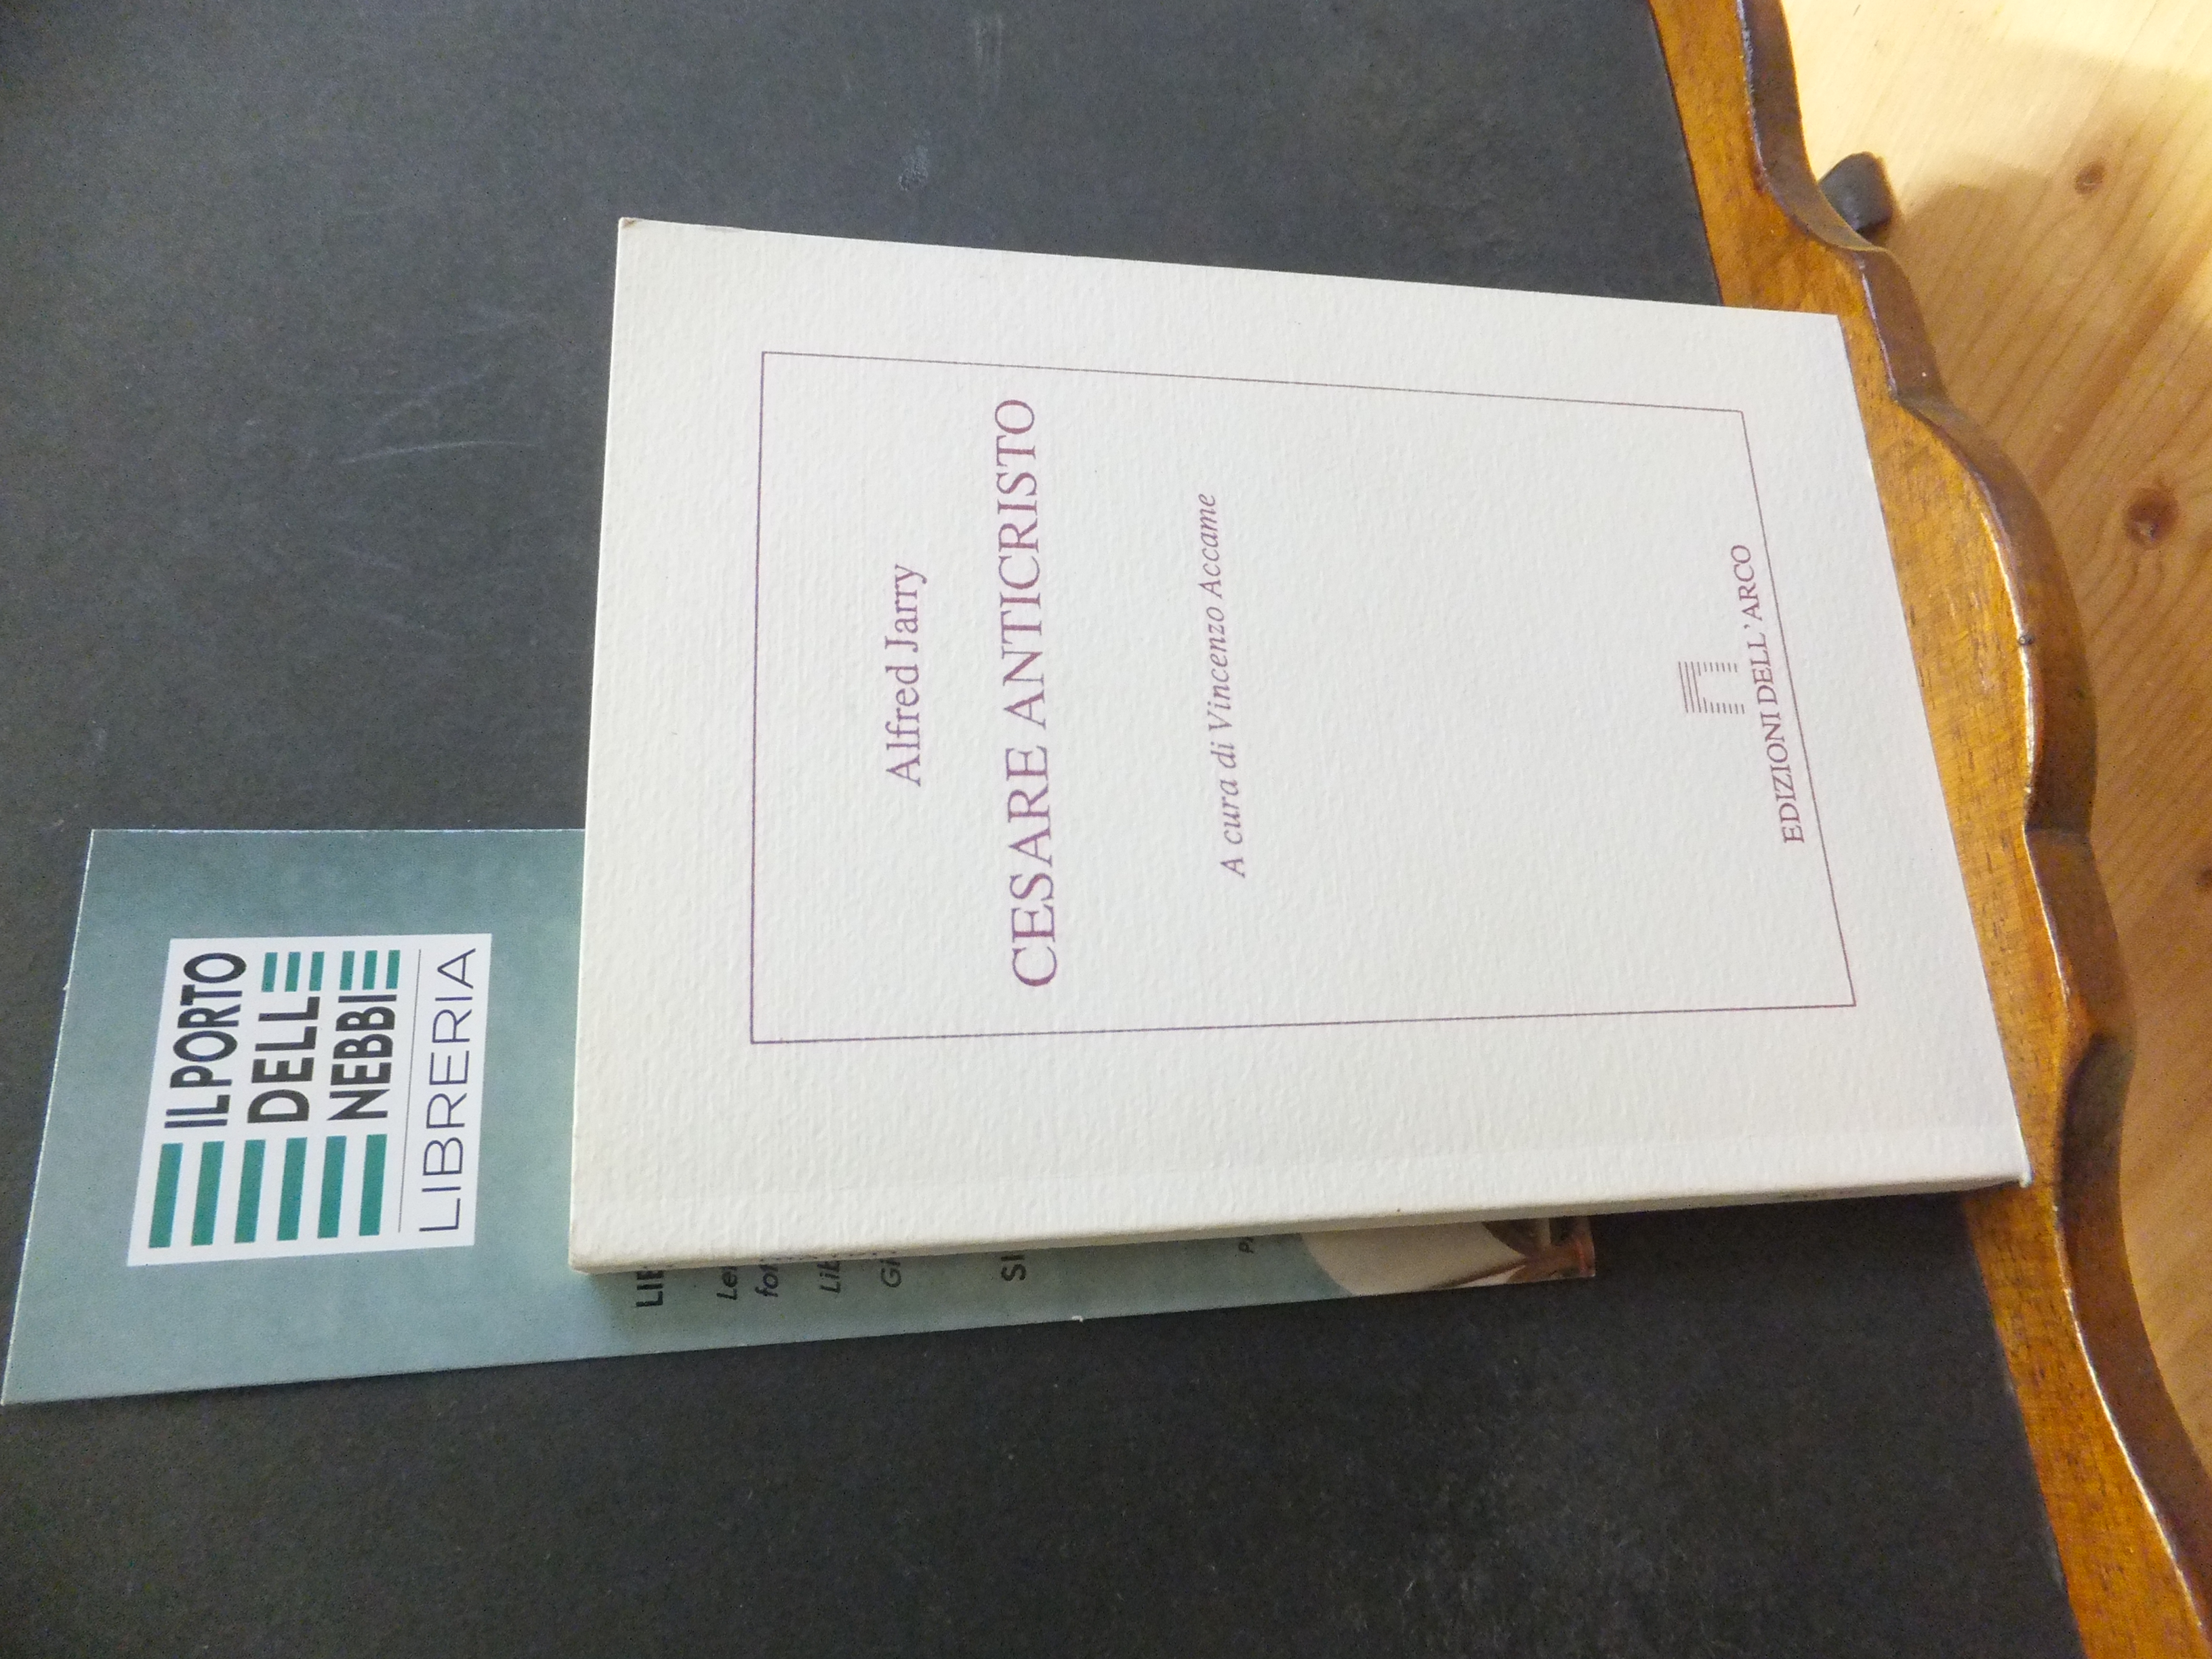 Alfred Jarry
CESARE ANTICRISTO
A cura di Vincenzo Accame
EDIZIONI DELL'ARCO
IL PORTO
DELLE
NEBBIE
LIBRERIA